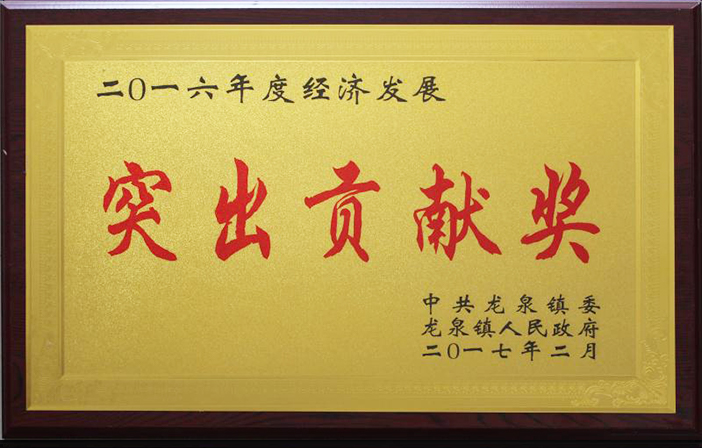 二〇一六年度经济发展
突出贡献奖
中共龙泉镇委
龙泉镇人民政府
二〇一七年二月